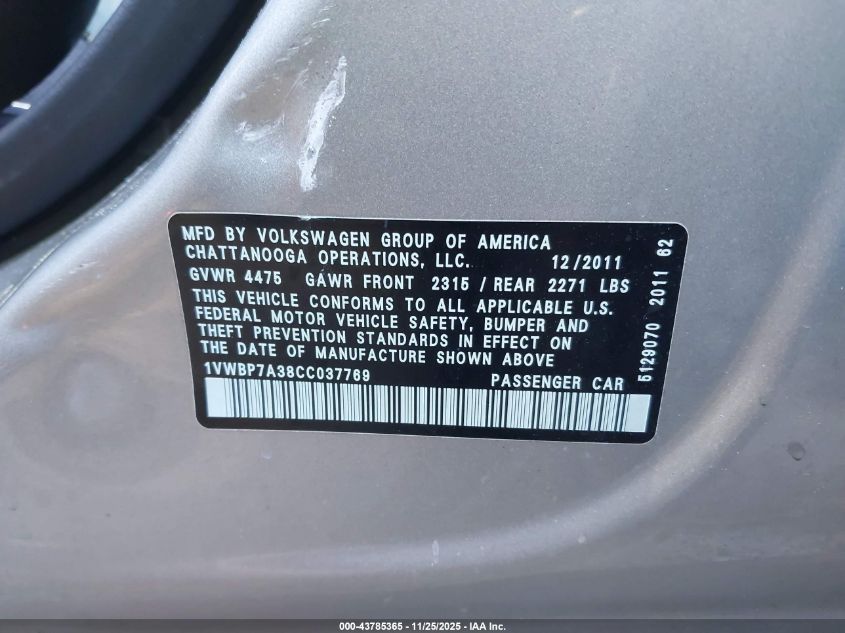 MFD BY VOLKSWAGEN GROUP OF AMERICA
CHATTANOOGA OPERATIONS, LLC. 12/2011
GVWR 4475 GAWR FRONT 2315 / REAR 2271 LBS
THIS VEHICLE CONFORMS TO ALL APPLICABLE U.S.
FEDERAL MOTOR VEHICLE SAFETY, BUMPER AND
THEFT PREVENTION STANDARDS IN EFFECT ON
THE DATE OF MANUFACTURE SHOWN ABOVE
1VWBP7A38CC037769 PASSENGER CAR
5129070 2011 62
000-43785365 - 11/25/2025 - IAA Inc.